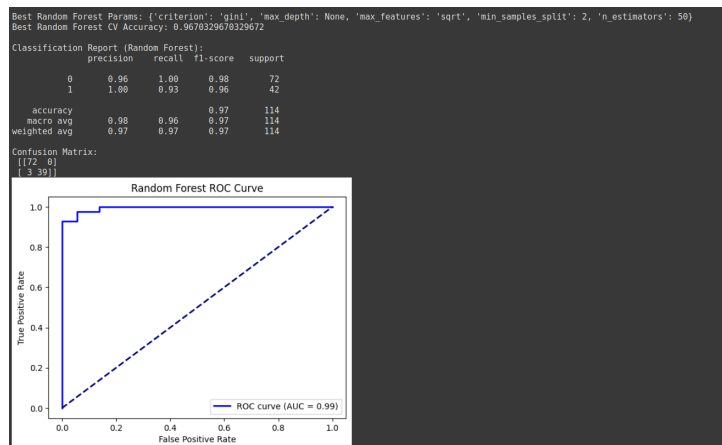 Best Random Forest Params: {'criterion': 'gini', 'max_depth': None, 'max_features': 'sqrt', 'min_samples_split': 2, 'n_estimators': 50}
Best Random Forest CV Accuracy: 0.9670329670329672
Classification Report (Random Forest):
precision recall f1-score support
0 0.96 1.00 0.98 72
1 1.00 0.93 0.96 42
accuracy 0.97 114
macro avg 0.98 0.96 0.97 114
weighted avg 0.97 0.97 0.97 114
Confusion Matrix:
[[72 0]
[ 3 39]]
Random Forest ROC Curve
1.0
0.8
0.6
0.4
0.2
0.0
True Positive Rate
ROC curve (AUC = 0.99)
0.0 0.2 0.4 0.6 0.8 1.0
False Positive Rate